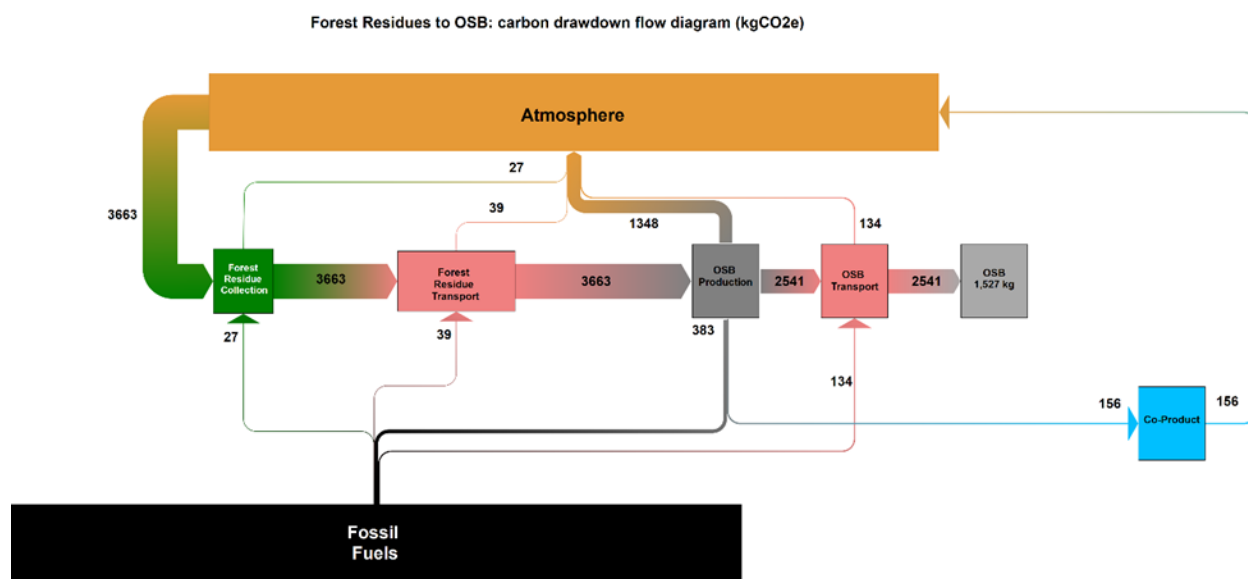 Forest Residues to OSB: carbon drawdown flow diagram (kgCO2e)
Atmosphere
27
3663
39
1348
134
Forest
Residue
Collection
3663
Forest
Residue
Transport
3663
OSB
Production
2541
OSB
Transport
2541
OSB
1,527 kg
27
39
383
134
156
Co-Product
156
Fossil
Fuels